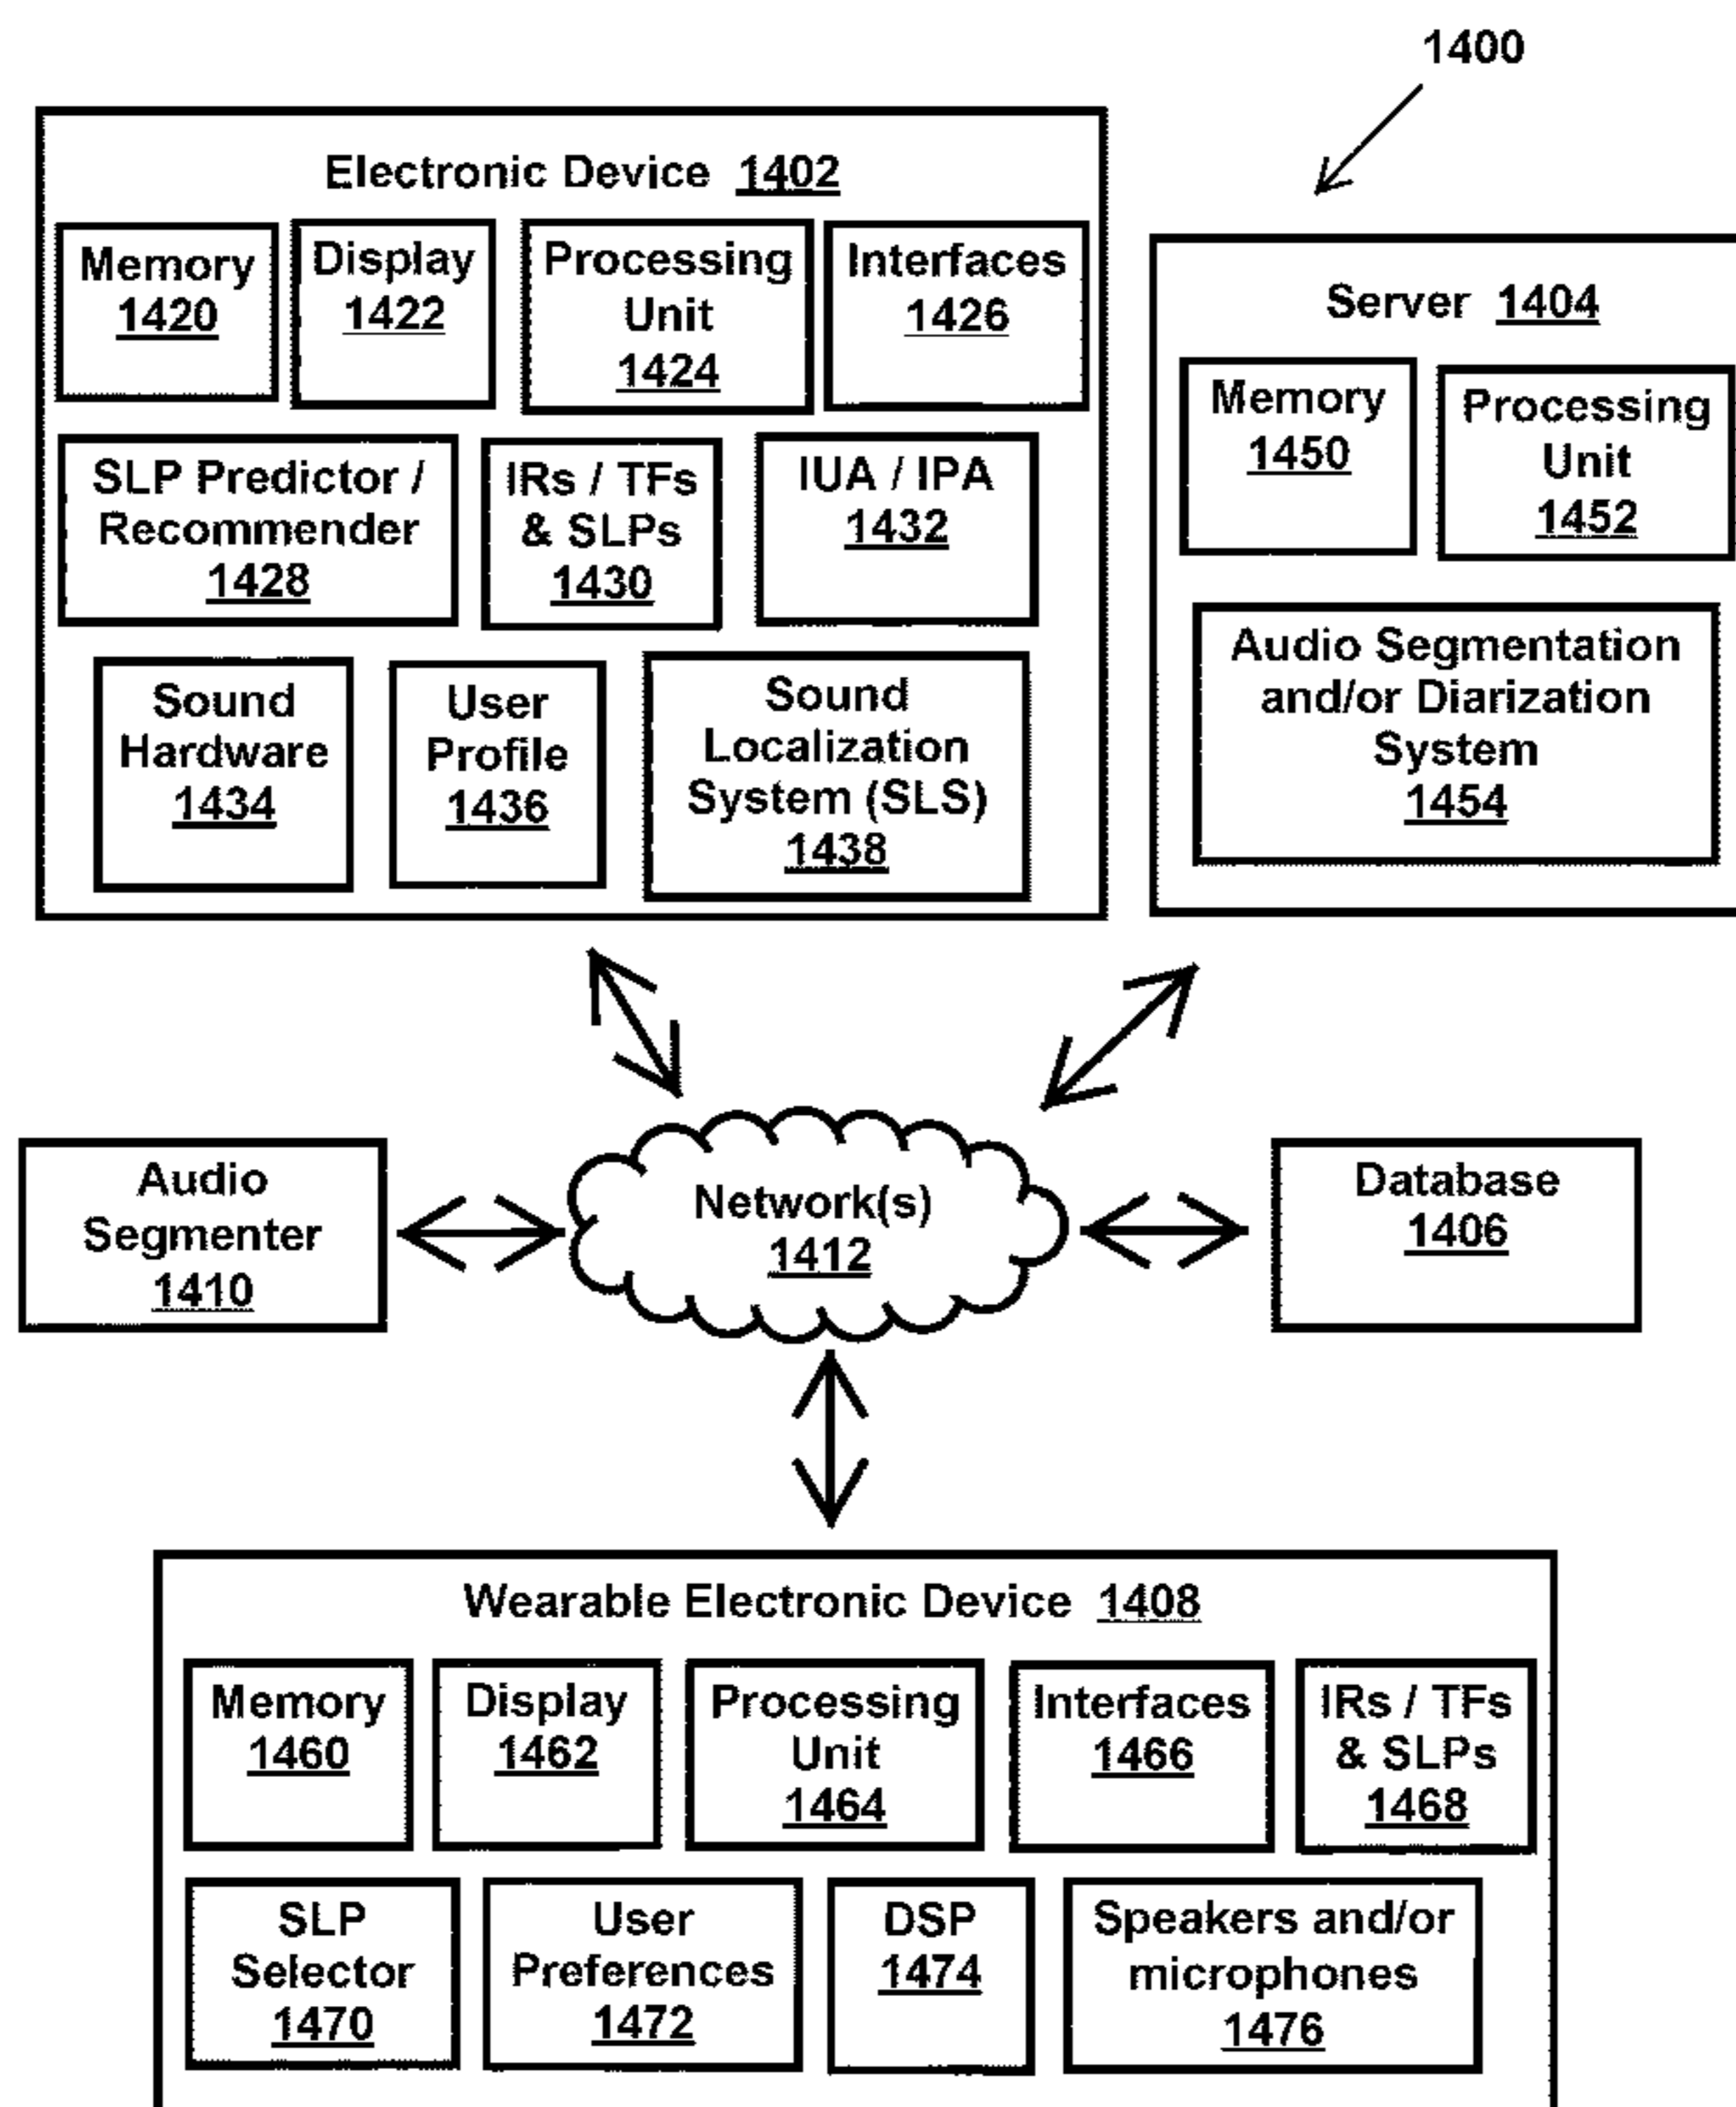 1400
Electronic Device 1402
Memory
1420
Display
1422
Processing
Unit
1424
Interfaces
1426
SLP Predictor /
Recommender
1428
IRs / TFs
& SLPs
1430
IUA / IPA
1432
Sound
Hardware
1434
User
Profile
1436
Sound
Localization
System (SLS)
1438
Server 1404
Memory
1450
Processing
Unit
1452
Audio Segmentation
and/or Diarization
System
1454
Audio
Segmenter
1410
Network(s)
1412
Database
1406
Wearable Electronic Device 1408
Memory
1460
Display
1462
Processing
Unit
1464
Interfaces
1466
IRs / TFs
& SLPs
1468
SLP
Selector
1470
User
Preferences
1472
DSP
1474
Speakers and/or
microphones
1476